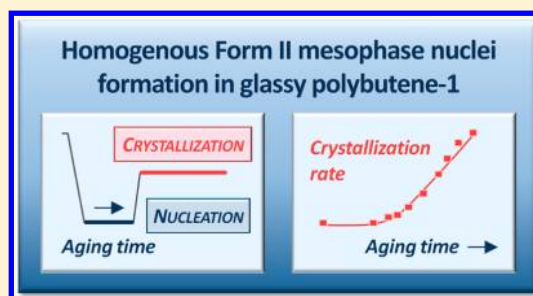 Homogenous Form II mesophase nuclei
formation in glassy polybutene-1
CRYSTALLIZATION
NUCLEATION
Aging time
Crystallization
rate
Aging time